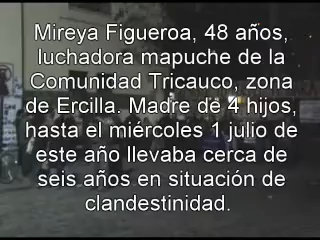 Mireya Figueroa, 48 años,
luchadora mapuche de la
Comunidad Tricauco, zona
de Ercilla. Madre de 4 hijos,
hasta el miércoles 1 julio de
este año llevaba cerca de
seis años en situación de
clandestinidad.